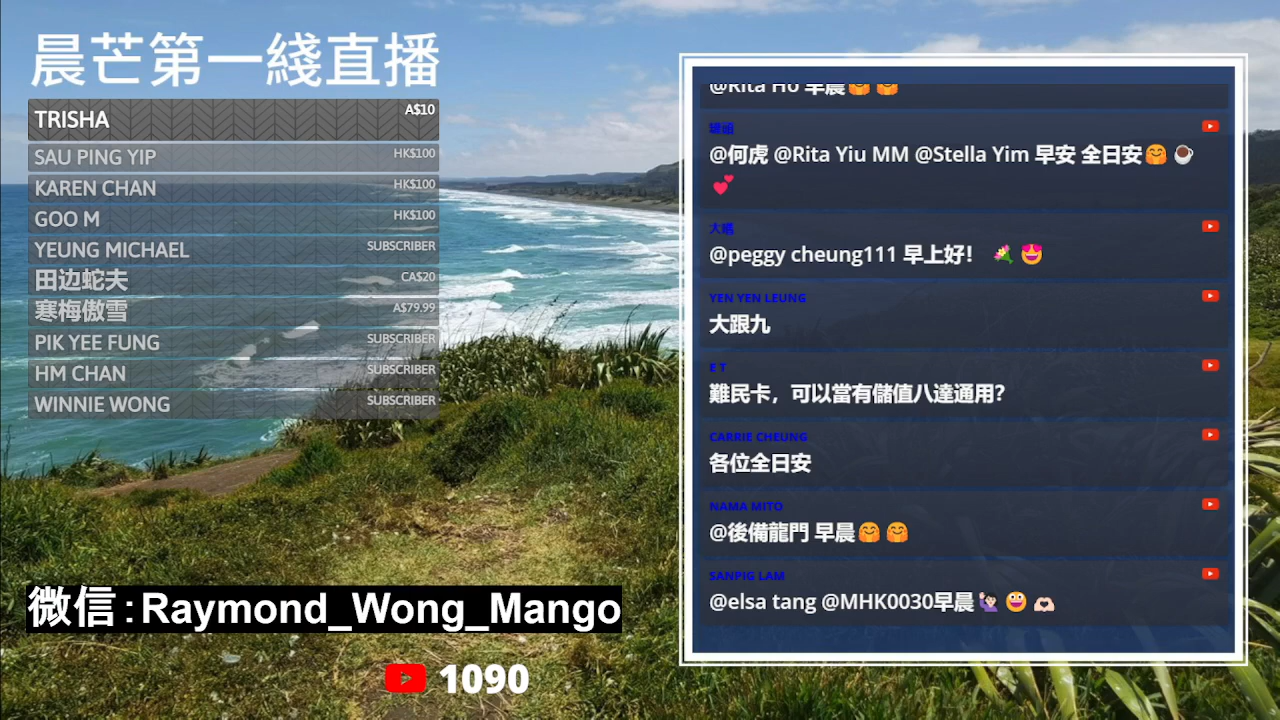 晨芒第一綫直播
TRISHA A$10
SAU PING YIP HK$100
KAREN CHAN HK$100
GOO M HK$100
YEUNG MICHAEL SUBSCRIBER
田边蛇夫 CA$20
寒梅傲雪 A$79.99
PIK YEE FUNG SUBSCRIBER
HM CHAN SUBSCRIBER
WINNIE WONG SUBSCRIBER
微信:Raymond_Wong_Mango
1090
@Rita Ho 早晨🤗 🤗
@何虎 @Rita Yiu MM @Stella Yim 早安 全日安🤗 ☕
💕
@peggy cheung111 早上好! 💐 😍
YEN YEN LEUNG
大跟九
E T
難民卡，可以當有儲值八達通用?
CARRIE CHEUNG
各位全日安
NAMA MITO
@後備龍門 早晨🤗 🤗
SANPIG LAM
@elsa tang @MHK0030早晨🙋🏻‍♀️ 😃 🫶🏻